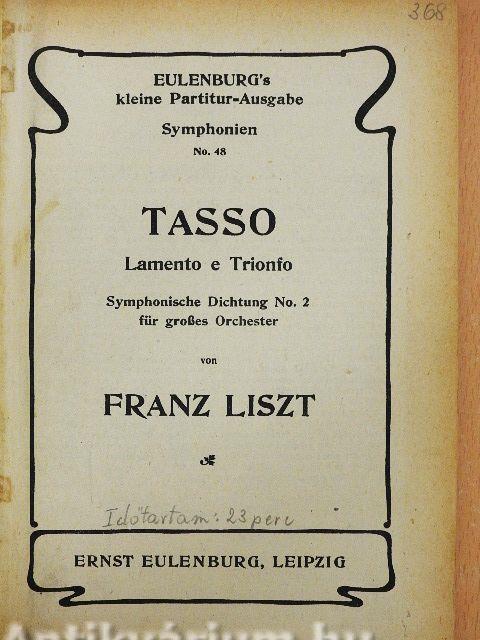 368
EULENBURG's
kleine Partitur-Ausgabe
Symphonien
No. 48
TASSO
Lamento e Trionfo
Symphonische Dichtung No. 2
für großes Orchester
von
FRANZ LISZT
Időtartam: 23 perc
ERNST EULENBURG, LEIPZIG
Antikvárium.hu